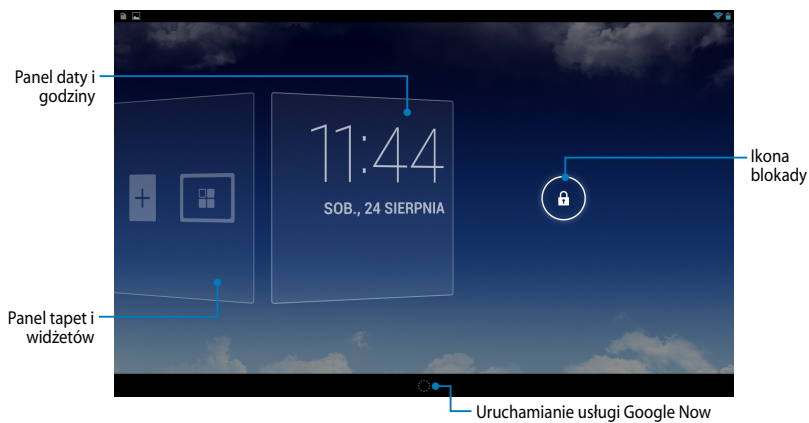 Panel daty i
godziny
11:44
SOB., 24 SIERPNIA
Ikona
blokady
Panel tapet i
widżetów
Uruchamianie usługi Google Now